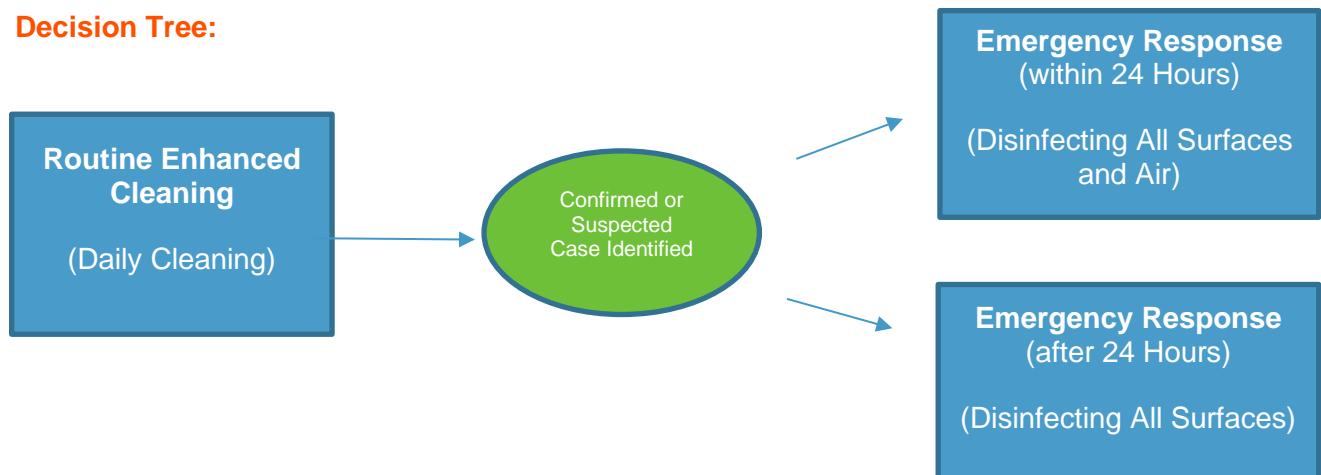 Decision Tree:
Routine Enhanced
Cleaning
(Daily Cleaning)
Confirmed or
Suspected
Case Identified
Emergency Response
(within 24 Hours)
(Disinfecting All Surfaces
and Air)
Emergency Response
(after 24 Hours)
(Disinfecting All Surfaces)